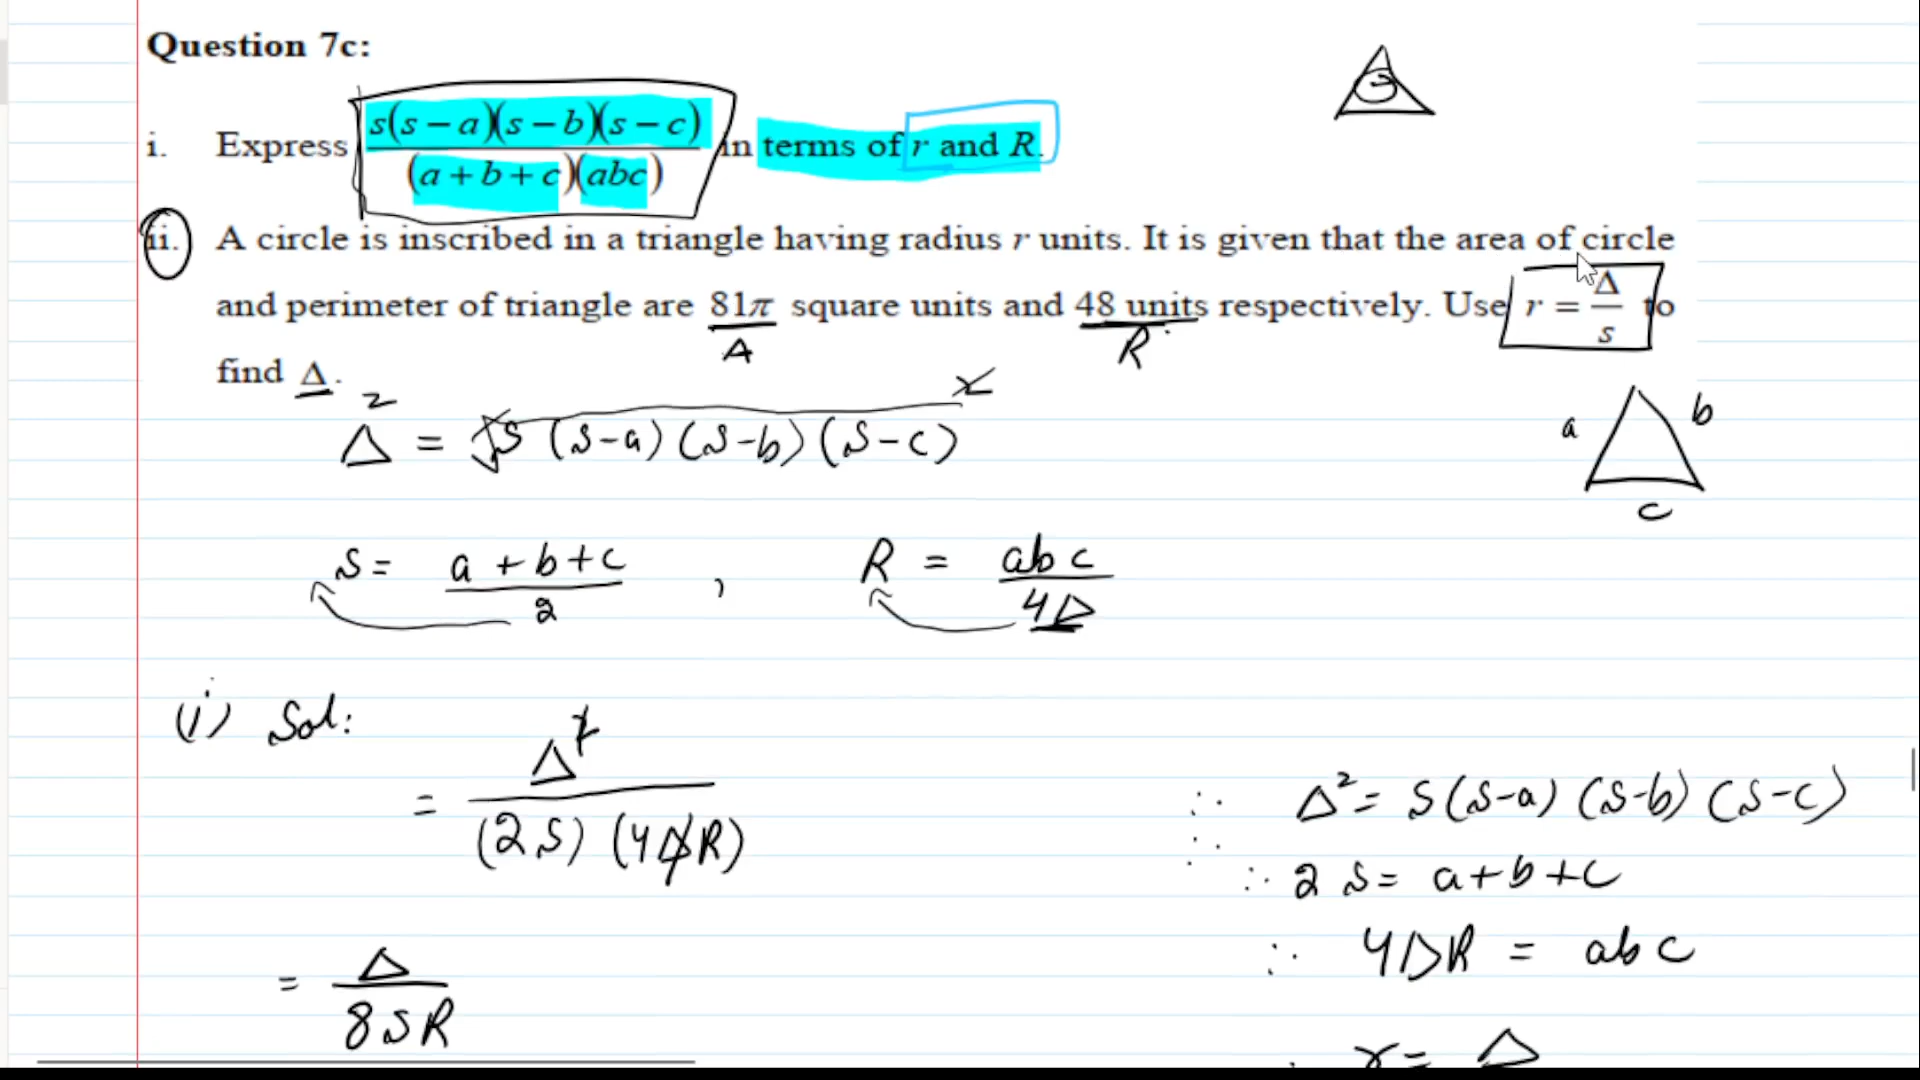 Question 7c:
i. Express s(s−a)(s−b)(s−c) / (a+b+c)(abc) in terms of r and R.
ii. A circle is inscribed in a triangle having radius r units. It is given that the area of circle
and perimeter of triangle are 81π square units and 48 units respectively. Use r = Δ/s to
find Δ.
A R
Δ² = √s(s-a)(s-b)(s-c)²
a b
c
s = a+b+c / 2 , R = abc / 4Δ
(i) Sol:
= Δ² / (2s)(4ΔR)
∴ Δ² = s(s-a)(s-b)(s-c)
∴ 2s = a+b+c
∴ 4ΔR = abc
= Δ / 8sR
r = Δ